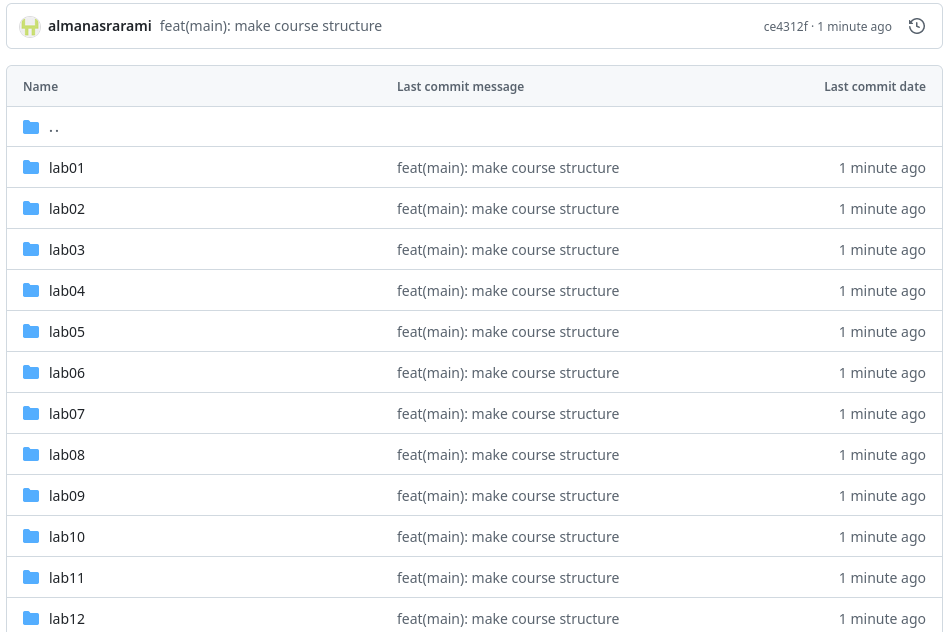 almanasrarami feat(main): make course structure ce4312f · 1 minute ago
Name Last commit message Last commit date
..
lab01 feat(main): make course structure 1 minute ago
lab02 feat(main): make course structure 1 minute ago
lab03 feat(main): make course structure 1 minute ago
lab04 feat(main): make course structure 1 minute ago
lab05 feat(main): make course structure 1 minute ago
lab06 feat(main): make course structure 1 minute ago
lab07 feat(main): make course structure 1 minute ago
lab08 feat(main): make course structure 1 minute ago
lab09 feat(main): make course structure 1 minute ago
lab10 feat(main): make course structure 1 minute ago
lab11 feat(main): make course structure 1 minute ago
lab12 feat(main): make course structure 1 minute ago